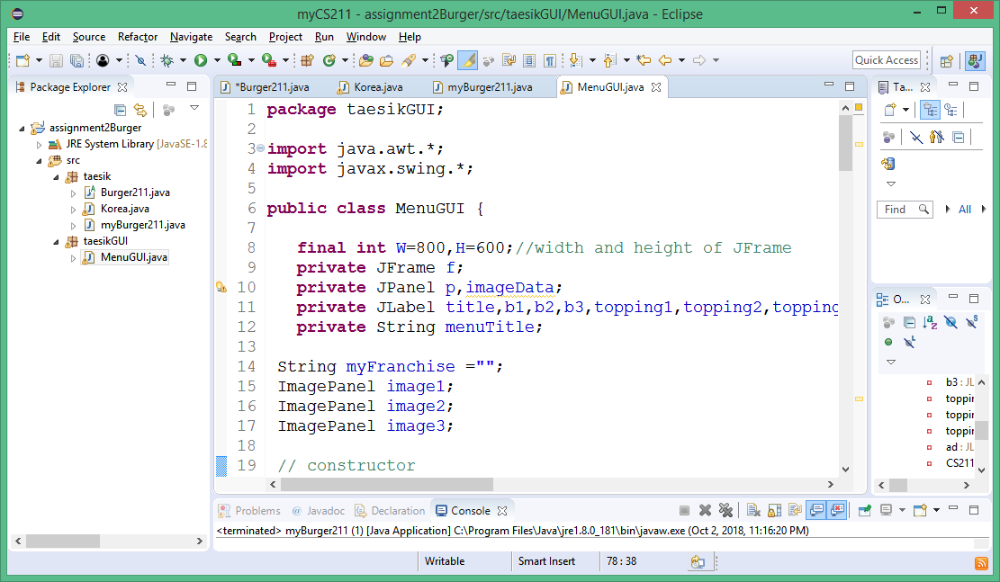 myCS211 - assignment2Burger/src/taesikGUI/MenuGUI.java - Eclipse
File Edit Source Refactor Navigate Search Project Run Window Help
Quick Access
Package Explorer
*Burger211.java Korea.java myBurger211.java MenuGUI.java
Ta...
assignment2Burger
JRE System Library [JavaSE-1.8
src
taesik
Burger211.java
Korea.java
myBurger211.java
taesikGUI
MenuGUI.java
1 package taesikGUI;
2
3 import java.awt.*;
4 import javax.swing.*;
5
6 public class MenuGUI {
7
8 final int W=800,H=600;//width and height of JFrame
9 private JFrame f;
10 private JPanel p,imageData;
11 private JLabel title,b1,b2,b3,topping1,topping2,topping
12 private String menuTitle;
13
14 String myFranchise ="";
15 ImagePanel image1;
16 ImagePanel image2;
17 ImagePanel image3;
18
19 // constructor
Find All
O...
b3 : JL
toppin
toppin
toppin
ad : JL
CS211
Problems @ Javadoc Declaration Console
<terminated> myBurger211 (1) [Java Application] C:\Program Files\Java\jre1.8.0_181\bin\javaw.exe (Oct 2, 2018, 11:16:20 PM)
Writable Smart Insert 78 : 38